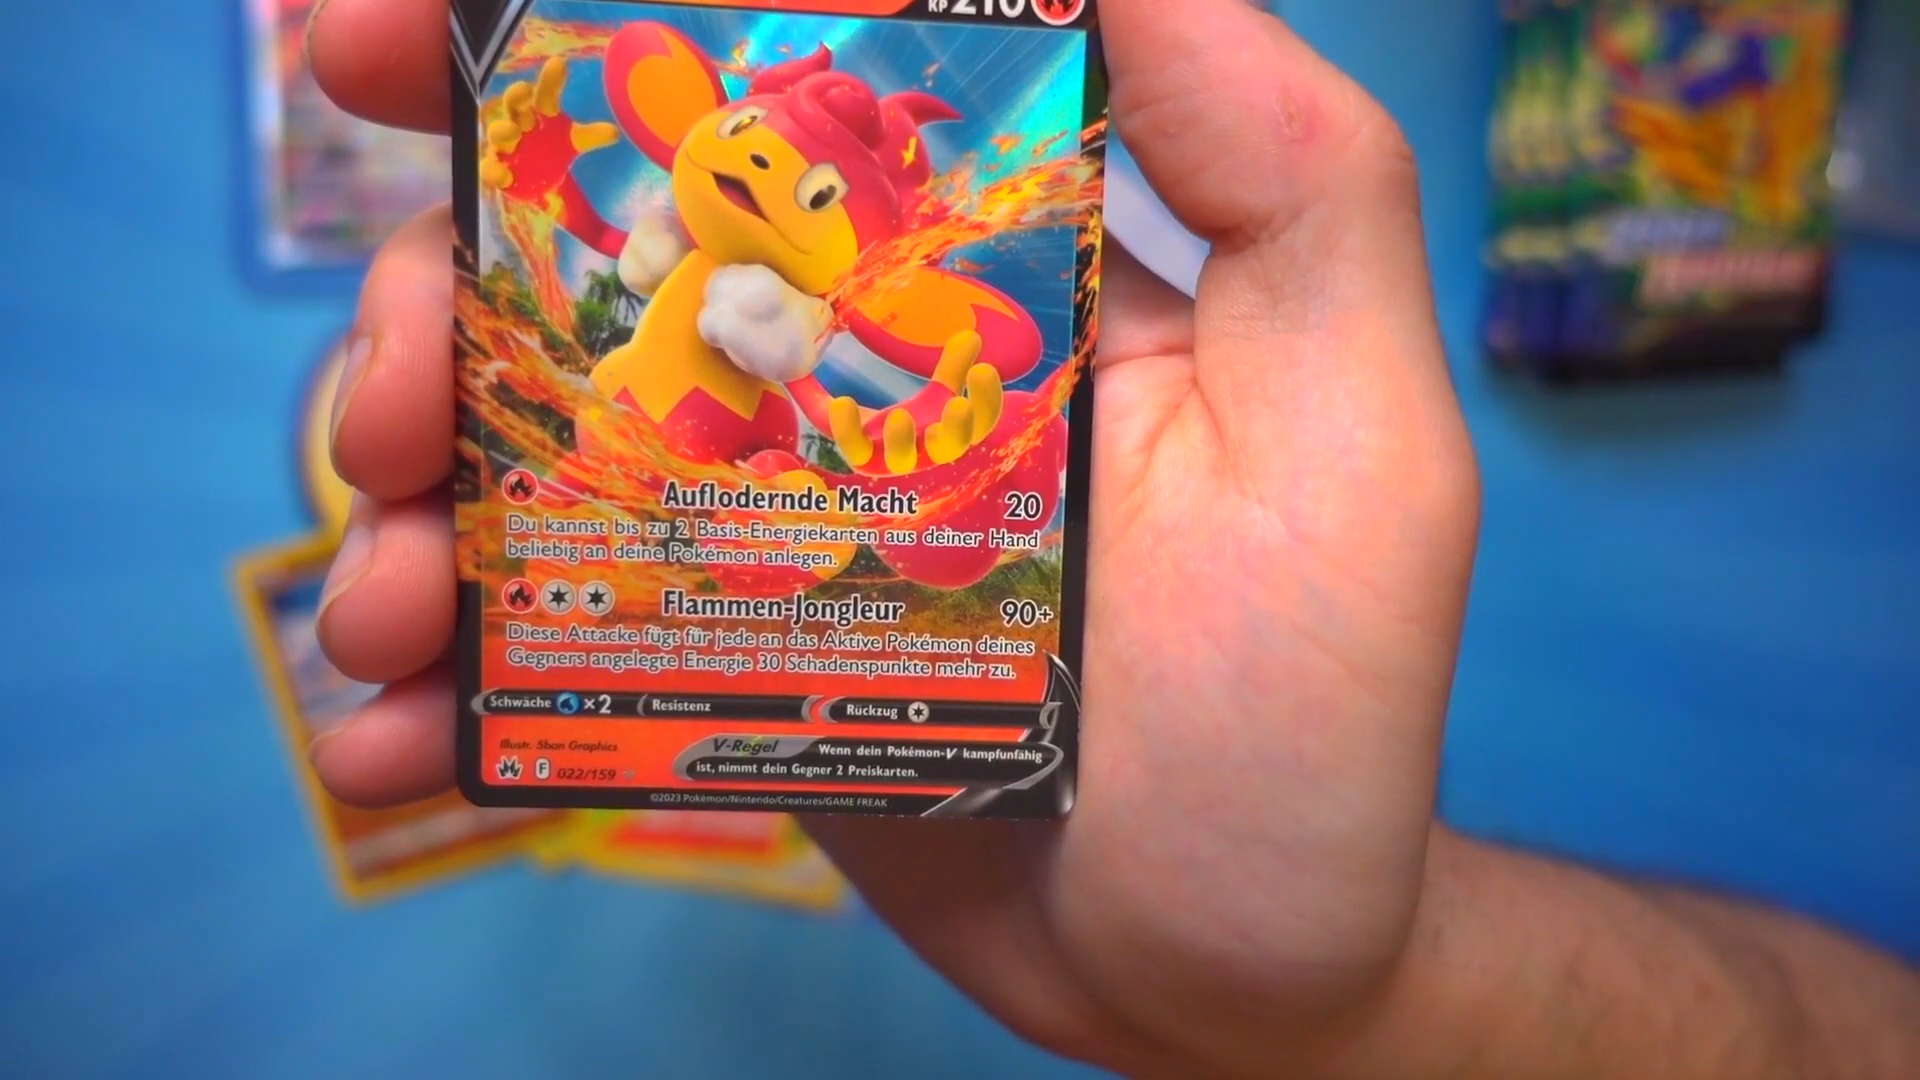 KP 210
Auflodernde Macht 20
Du kannst bis zu 2 Basis-Energiekarten aus deiner Hand
beliebig an deine Pokémon anlegen.
Flammen-Jongleur 90+
Diese Attacke fügt für jede an das Aktive Pokémon deines
Gegners angelegte Energie 30 Schadenspunkte mehr zu.
Schwäche ×2 Resistenz Rückzug
Illustr. 5ban Graphics
V-Regel Wenn dein Pokémon-V kampfunfähig
ist, nimmt dein Gegner 2 Preiskarten.
F 022/159
©2023 Pokémon/Nintendo/Creatures/GAME FREAK